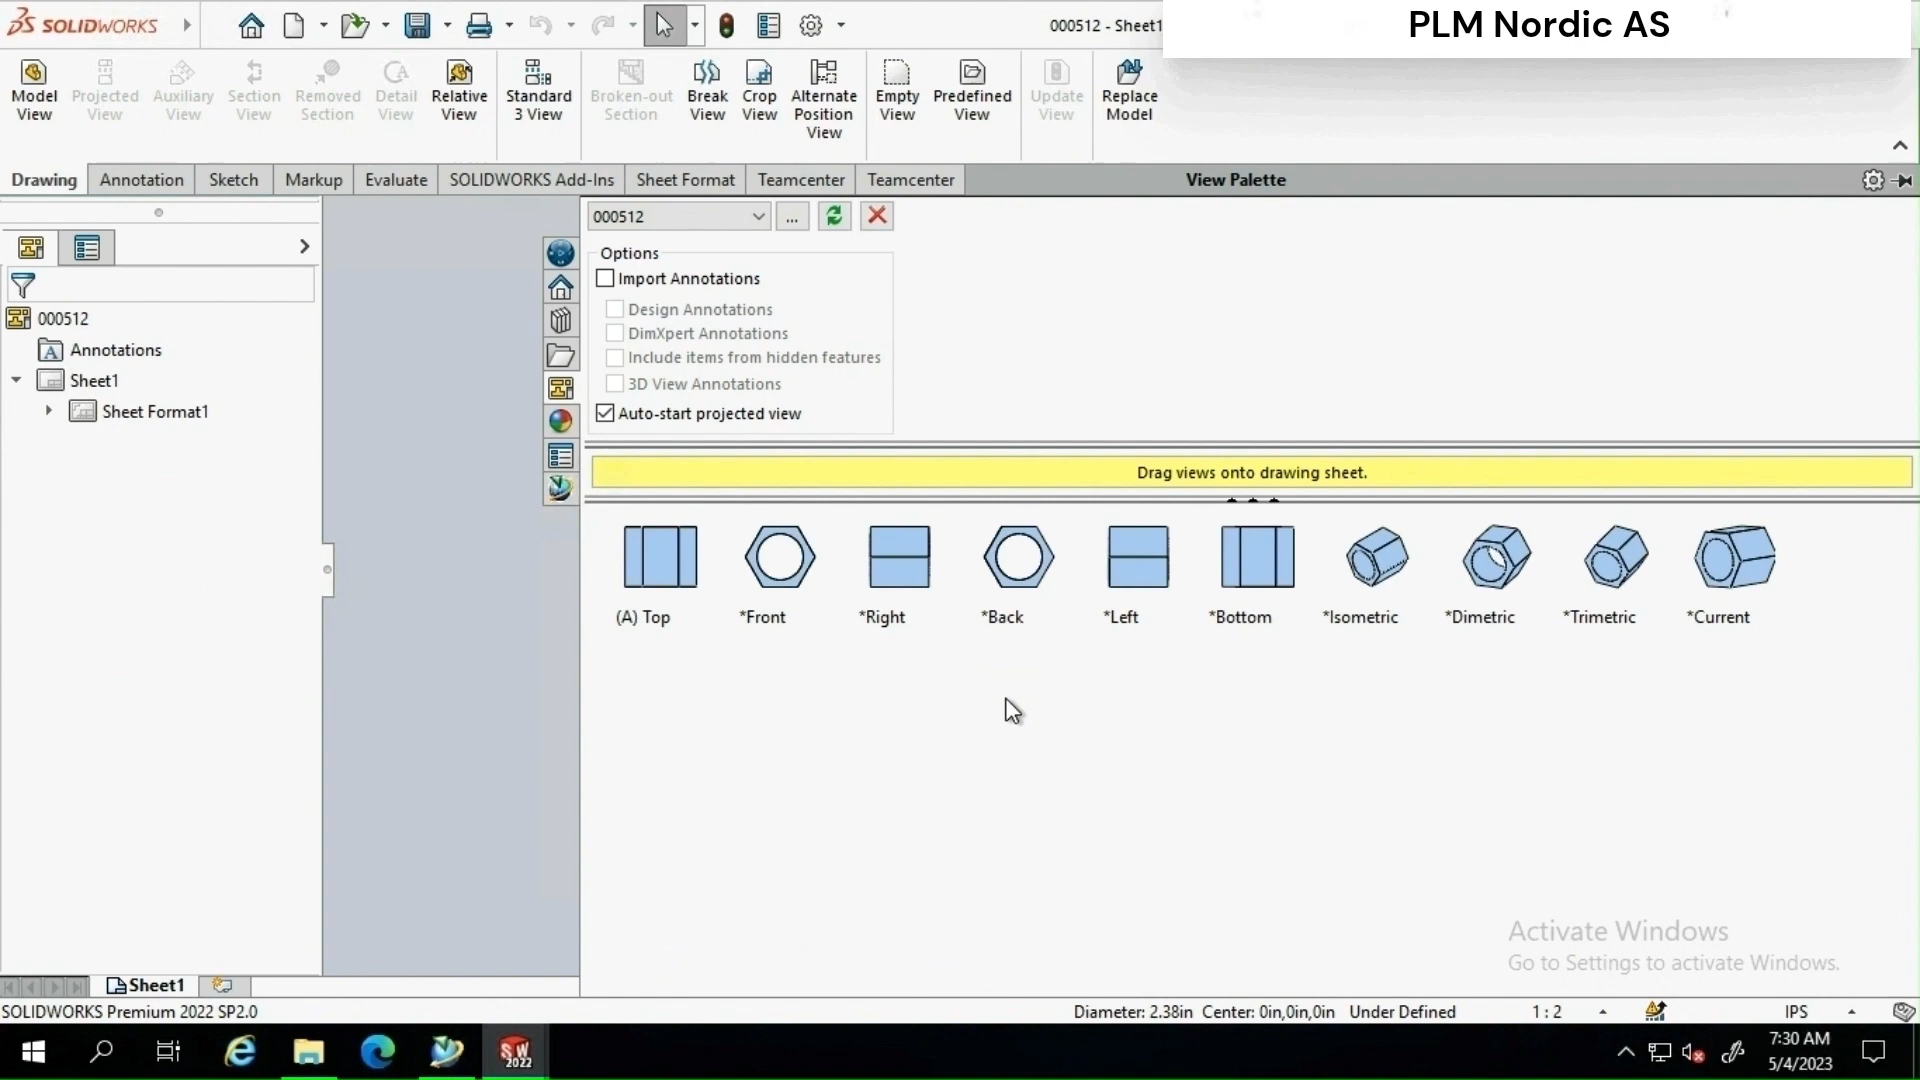 SOLIDWORKS
000512 - Sheet1
PLM Nordic AS
Model View
Projected View
Auxiliary View
Section View
Removed Section
Detail View
Relative View
Standard 3 View
Broken-out Section
Break View
Crop View
Alternate Position View
Empty View
Predefined View
Update View
Replace Model
Drawing
Annotation
Sketch
Markup
Evaluate
SOLIDWORKS Add-Ins
Sheet Format
Teamcenter
Teamcenter
View Palette
000512
...
Options
Import Annotations
Design Annotations
DimXpert Annotations
Include items from hidden features
3D View Annotations
Auto-start projected view
000512
Annotations
Sheet1
Sheet Format1
Drag views onto drawing sheet.
(A) Top
*Front
*Right
*Back
*Left
*Bottom
*Isometric
*Dimetric
*Trimetric
*Current
Activate Windows
Go to Settings to activate Windows.
Sheet1
SOLIDWORKS Premium 2022 SP2.0
Diameter: 2.38in Center: 0in,0in,0in Under Defined
1 : 2
IPS
SW 2022
7:30 AM
5/4/2023